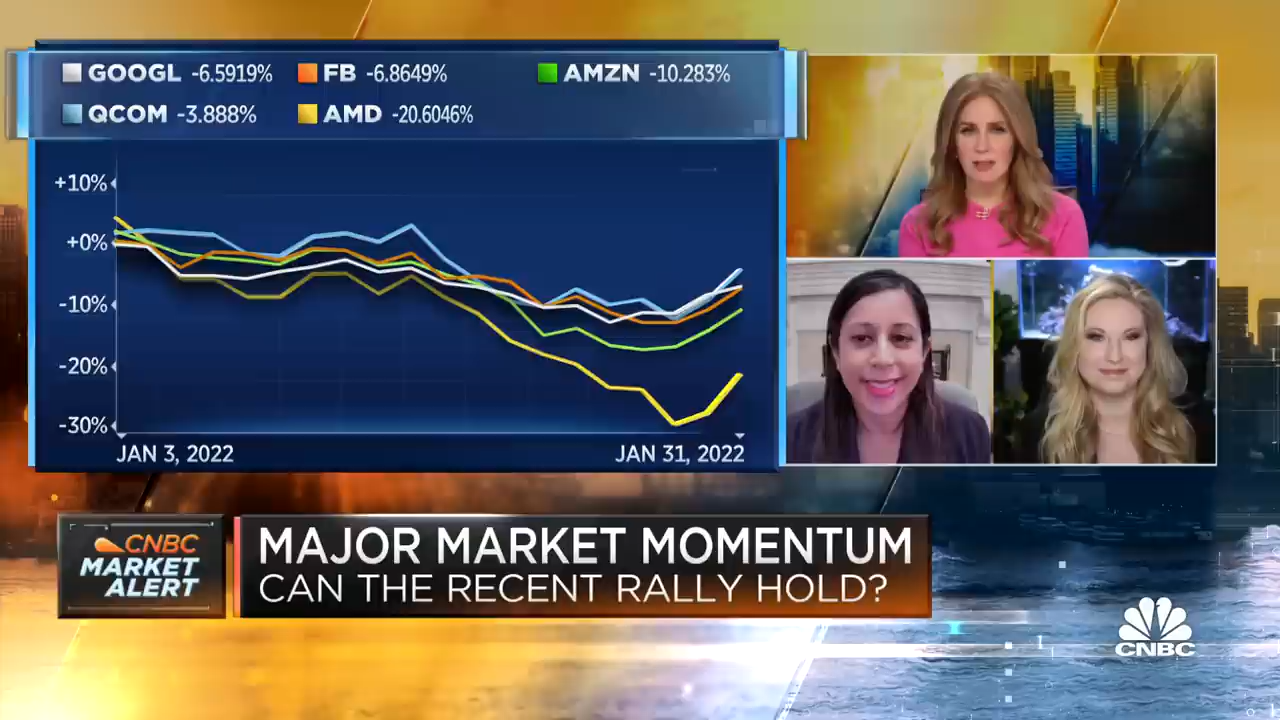 GOOGL -6.5919% FB -6.8649% AMZN -10.283%
QCOM -3.888% AMD -20.6046%
+10%
+0%
-10%
-20%
-30%
JAN 3, 2022 JAN 31, 2022
CNBC
MARKET
ALERT
MAJOR MARKET MOMENTUM
CAN THE RECENT RALLY HOLD?
CNBC